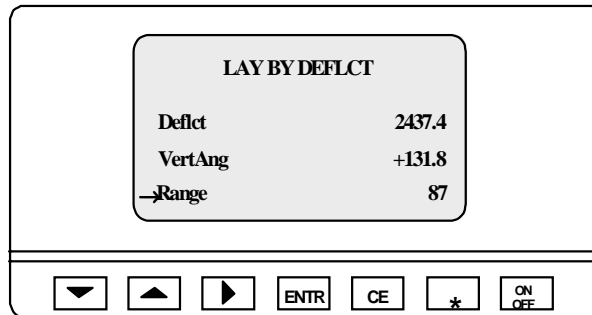 LAY BY DEFLCT
Deflct 2437.4
VertAng +131.8
→Range 87
ENTR CE * ON OFF